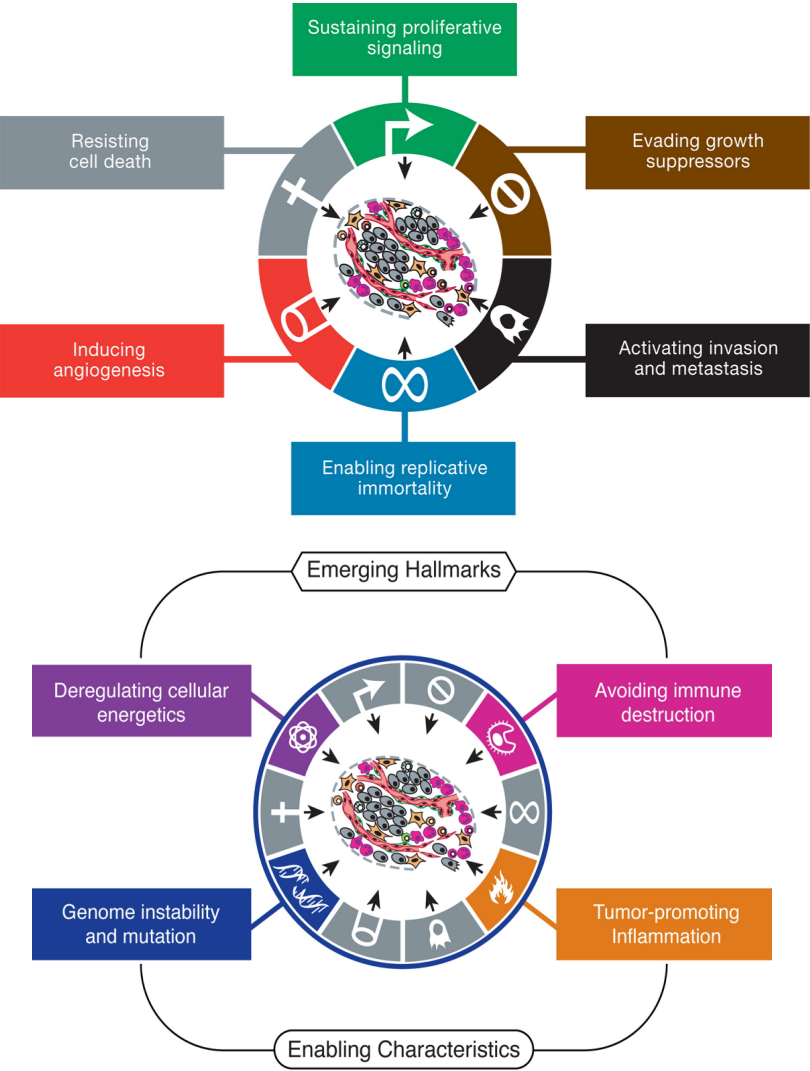 Sustaining proliferative
signaling
Resisting
cell death
Evading growth
suppressors
Inducing
angiogenesis
Activating invasion
and metastasis
Enabling replicative
immortality
Emerging Hallmarks
Deregulating cellular
energetics
Avoiding immune
destruction
Genome instability
and mutation
Tumor-promoting
Inflammation
Enabling Characteristics